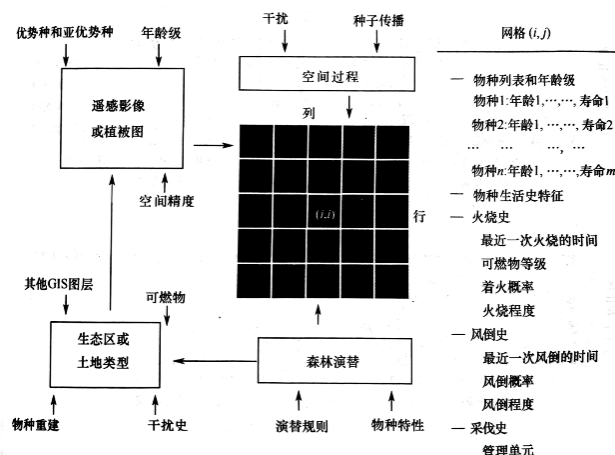 优势种和亚优势种
年龄级
遥感影像
或植被图
空间精度
其他GIS图层
可燃物
生态区或
土地类型
物种重建
干扰史
干扰
种子传播
空间过程
列
(i,i)
行
森林演替
演替规则
物种特性
网格 (i, j)
— 物种列表和年龄级
物种1:年龄1, ···,···, 寿命1
物种2:年龄1, ···,···, 寿命2
··· ··· ···, ···
物种n:年龄1, ···,···,寿命m
— 物种生活史特征
— 火烧史
最近一次火烧的时间
可燃物等级
着火概率
火烧程度
— 风倒史
最近一次风倒的时间
风倒概率
风倒程度
— 采伐史
管理单元